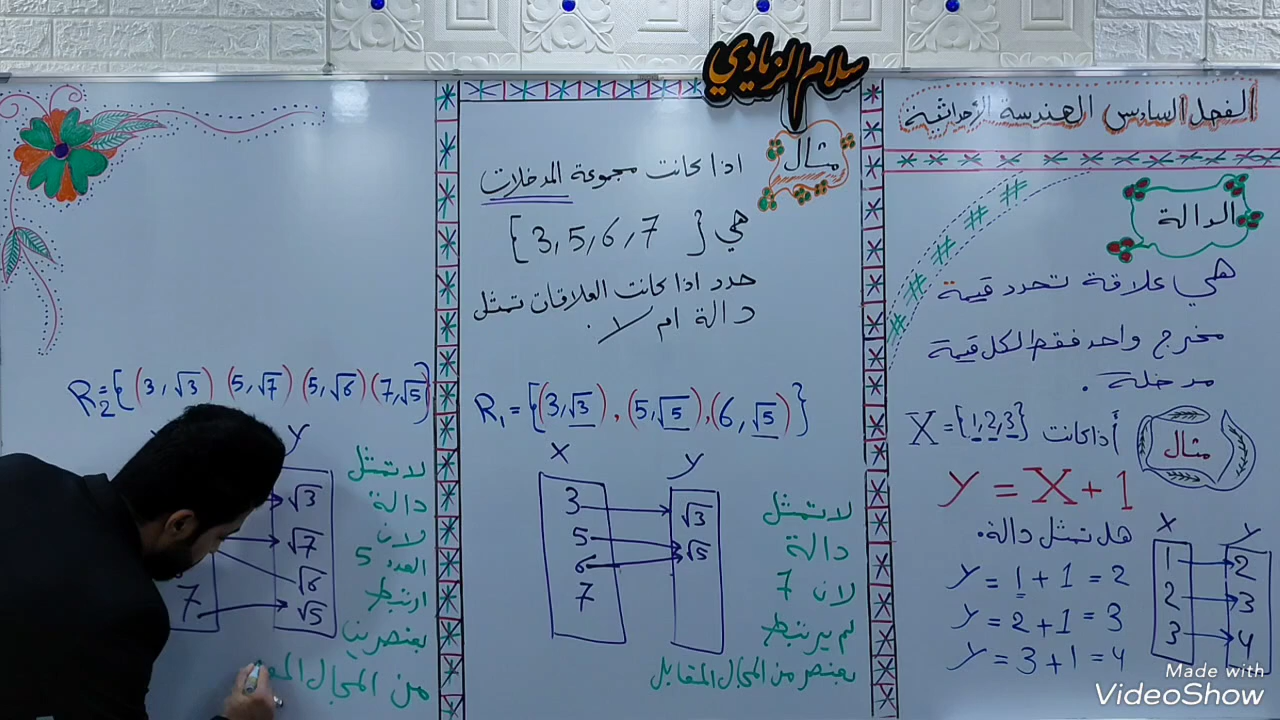 سلام الزيادي
الفصل السادس الهندسة الأحداثية
الدالة
هي علاقة تحدد قيمة
مخرج واحد فقط لكل قيمة
مدخلة .
مثال
أذا كانت X = {1,2,3}
Y = X + 1
هل تمثل دالة.
y = 1 + 1 = 2
y = 2 + 1 = 3
y = 3 + 1 = 4
X Y
1 2
2 3
3 4
مثال
اذا كانت مجموعة المدخلات
هي {3,5,6,7}
حدد اذا كانت العلاقات تمثل
دالة ام لا .
R₁ = {(3,√3), (5,√5), (6,√5)}
X y
3 √3
5 √5
6
7
لا تمثل
دالة
لان 7
لم يرتبط
بعنصر من المجال المقابل
R₂ = {(3,√3) (5,√7) (5,√6) (7,√5)}
y
√3
√7
√6
7 √5
لا تمثل
دالة
لان
العدد 5
ارتبط
بعنصرين
من المجال
Made with
VideoShow